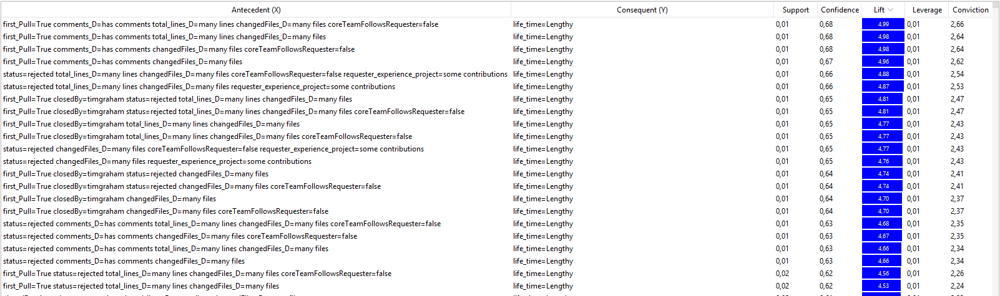 Antecedent (X) Consequent (Y) Support Confidence Lift Leverage Conviction
first_Pull=True comments_D=has comments total_lines_D=many lines changedFiles_D=many files coreTeamFollowsRequester=false life_time=Lengthy 0,01 0,68 4,99 0,01 2,66
first_Pull=True comments_D=has comments total_lines_D=many lines changedFiles_D=many files life_time=Lengthy 0,01 0,68 4,98 0,01 2,64
first_Pull=True comments_D=has comments changedFiles_D=many files coreTeamFollowsRequester=false life_time=Lengthy 0,01 0,68 4,98 0,01 2,64
first_Pull=True comments_D=has comments changedFiles_D=many files life_time=Lengthy 0,01 0,67 4,96 0,01 2,62
status=rejected total_lines_D=many lines changedFiles_D=many files coreTeamFollowsRequester=false requester_experience_project=some contributions life_time=Lengthy 0,01 0,66 4,88 0,01 2,54
status=rejected total_lines_D=many lines changedFiles_D=many files requester_experience_project=some contributions life_time=Lengthy 0,01 0,66 4,87 0,01 2,53
first_Pull=True closedBy=timgraham status=rejected total_lines_D=many lines changedFiles_D=many files life_time=Lengthy 0,01 0,65 4,81 0,01 2,47
first_Pull=True closedBy=timgraham status=rejected total_lines_D=many lines changedFiles_D=many files coreTeamFollowsRequester=false life_time=Lengthy 0,01 0,65 4,81 0,01 2,47
first_Pull=True closedBy=timgraham total_lines_D=many lines changedFiles_D=many files life_time=Lengthy 0,01 0,65 4,77 0,01 2,43
first_Pull=True closedBy=timgraham total_lines_D=many lines changedFiles_D=many files coreTeamFollowsRequester=false life_time=Lengthy 0,01 0,65 4,77 0,01 2,43
status=rejected changedFiles_D=many files coreTeamFollowsRequester=false requester_experience_project=some contributions life_time=Lengthy 0,01 0,65 4,77 0,01 2,43
status=rejected changedFiles_D=many files requester_experience_project=some contributions life_time=Lengthy 0,01 0,65 4,76 0,01 2,43
first_Pull=True closedBy=timgraham status=rejected changedFiles_D=many files life_time=Lengthy 0,01 0,64 4,74 0,01 2,41
first_Pull=True closedBy=timgraham status=rejected changedFiles_D=many files coreTeamFollowsRequester=false life_time=Lengthy 0,01 0,64 4,74 0,01 2,41
first_Pull=True closedBy=timgraham changedFiles_D=many files life_time=Lengthy 0,01 0,64 4,70 0,01 2,37
first_Pull=True closedBy=timgraham changedFiles_D=many files coreTeamFollowsRequester=false life_time=Lengthy 0,01 0,64 4,70 0,01 2,37
status=rejected comments_D=has comments total_lines_D=many lines changedFiles_D=many files coreTeamFollowsRequester=false life_time=Lengthy 0,01 0,63 4,68 0,01 2,35
status=rejected comments_D=has comments changedFiles_D=many files coreTeamFollowsRequester=false life_time=Lengthy 0,01 0,63 4,67 0,01 2,35
status=rejected comments_D=has comments total_lines_D=many lines changedFiles_D=many files life_time=Lengthy 0,01 0,63 4,66 0,01 2,34
status=rejected comments_D=has comments changedFiles_D=many files life_time=Lengthy 0,01 0,63 4,66 0,01 2,34
first_Pull=True status=rejected total_lines_D=many lines changedFiles_D=many files coreTeamFollowsRequester=false life_time=Lengthy 0,02 0,62 4,56 0,01 2,26
first_Pull=True status=rejected total_lines_D=many lines changedFiles_D=many files life_time=Lengthy 0,02 0,62 4,53 0,01 2,24